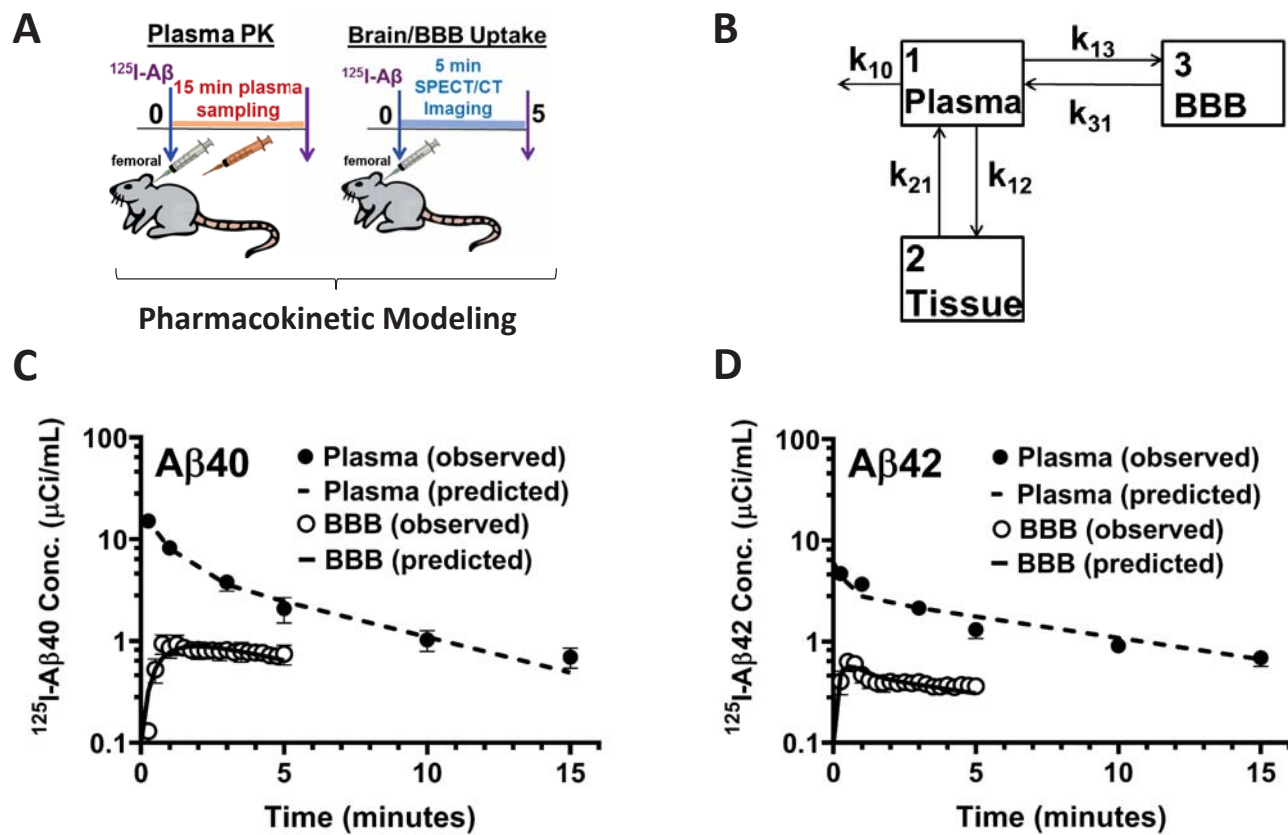 A
Plasma PK
Brain/BBB Uptake
¹²⁵I-Aβ
15 min plasma
sampling
0
femoral
¹²⁵I-Aβ
5 min
SPECT/CT
Imaging
0
5
femoral
Pharmacokinetic Modeling
B
k10
1
Plasma
k13
k31
3
BBB
k21
k12
2
Tissue
C
Aβ40
Plasma (observed)
Plasma (predicted)
BBB (observed)
BBB (predicted)
¹²⁵I-Aβ40 Conc. (µCi/mL)
100
10
1
0.1
0
5
10
15
Time (minutes)
D
Aβ42
Plasma (observed)
Plasma (predicted)
BBB (observed)
BBB (predicted)
¹²⁵I-Aβ42 Conc. (µCi/mL)
100
10
1
0.1
0
5
10
15
Time (minutes)